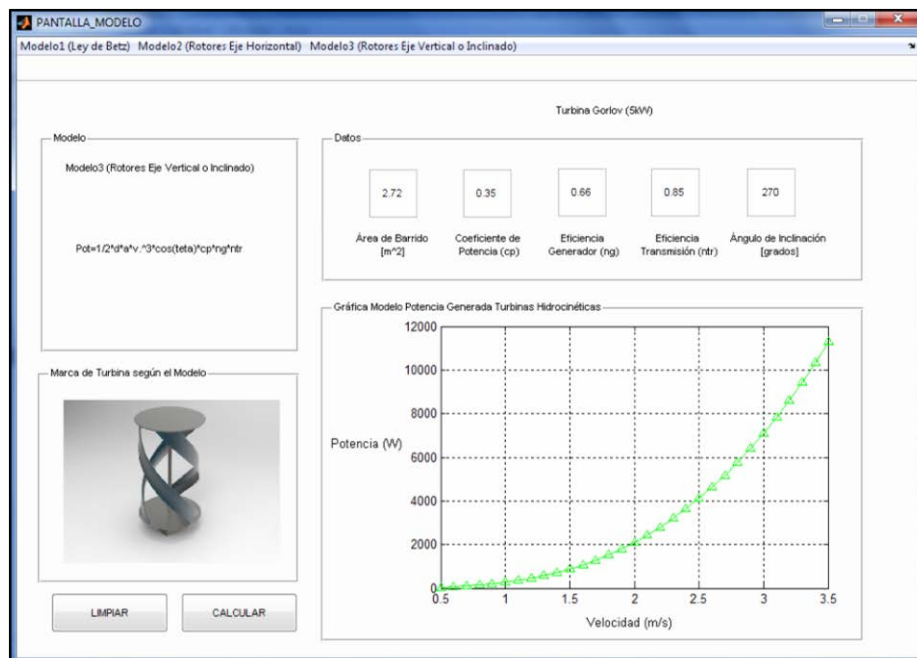 PANTALLA_MODELO
Modelo1 (Ley de Betz) Modelo2 (Rotores Eje Horizontal) Modelo3 (Rotores Eje Vertical o Inclinado)
Turbina Gorlov (5kW)
Modelo
Modelo3 (Rotores Eje Vertical o Inclinado)
Pot=1/2*d*a*v.^3*cos(teta)*cp*ng*ntr
Datos
2.72 0.35 0.66 0.85 270
Área de Barrido Coeficiente de Eficiencia Eficiencia Ángulo de Inclinación
[m^2] Potencia (cp) Generador (ng) Transmisión (ntr) [grados]
Marca de Turbina según el Modelo
LIMPIAR CALCULAR
Gráfica Modelo Potencia Generada Turbinas Hidrocinéticas
12000
10000
8000
Potencia (W)
6000
4000
2000
0
0.5 1 1.5 2 2.5 3 3.5
Velocidad (m/s)